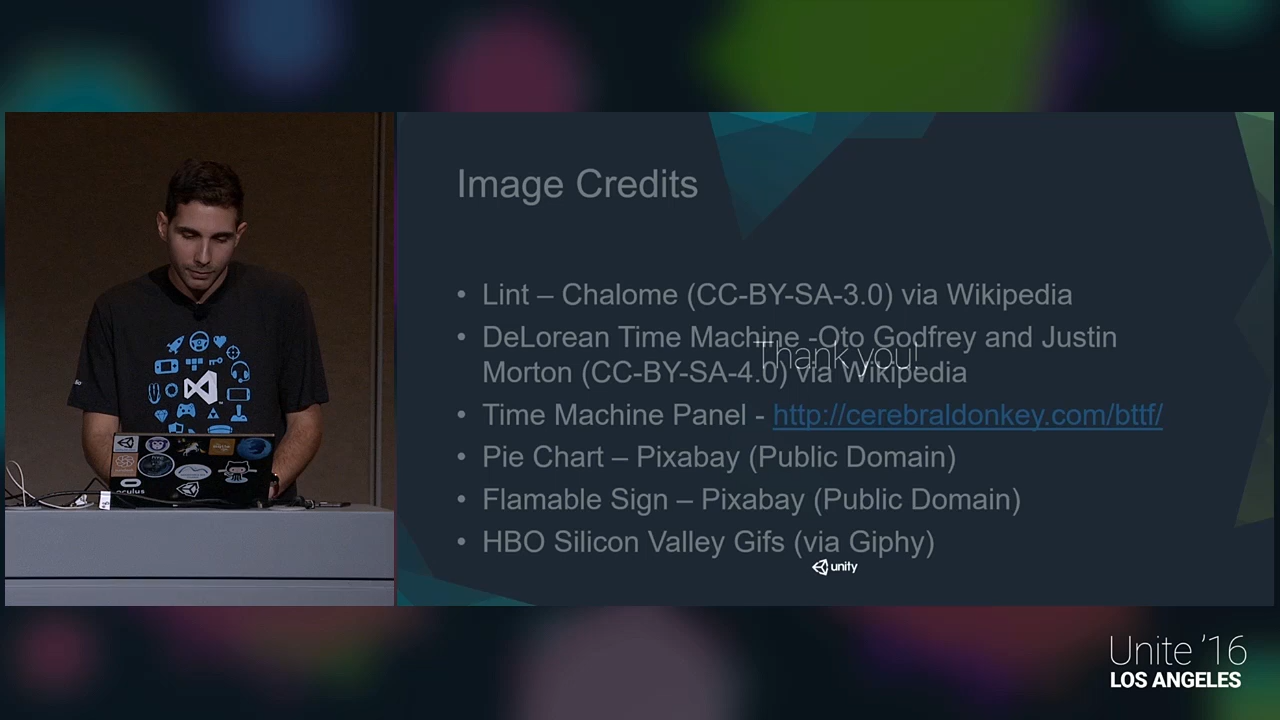 Image Credits
• Lint – Chalome (CC-BY-SA-3.0) via Wikipedia
• DeLorean Time Machine -Oto Godfrey and Justin
Morton (CC-BY-SA-4.0) via Wikipedia
Thank you!
• Time Machine Panel - http://cerebraldonkey.com/bttf/
• Pie Chart – Pixabay (Public Domain)
• Flamable Sign – Pixabay (Public Domain)
• HBO Silicon Valley Gifs (via Giphy)
unity
oculus
Unite '16
LOS ANGELES